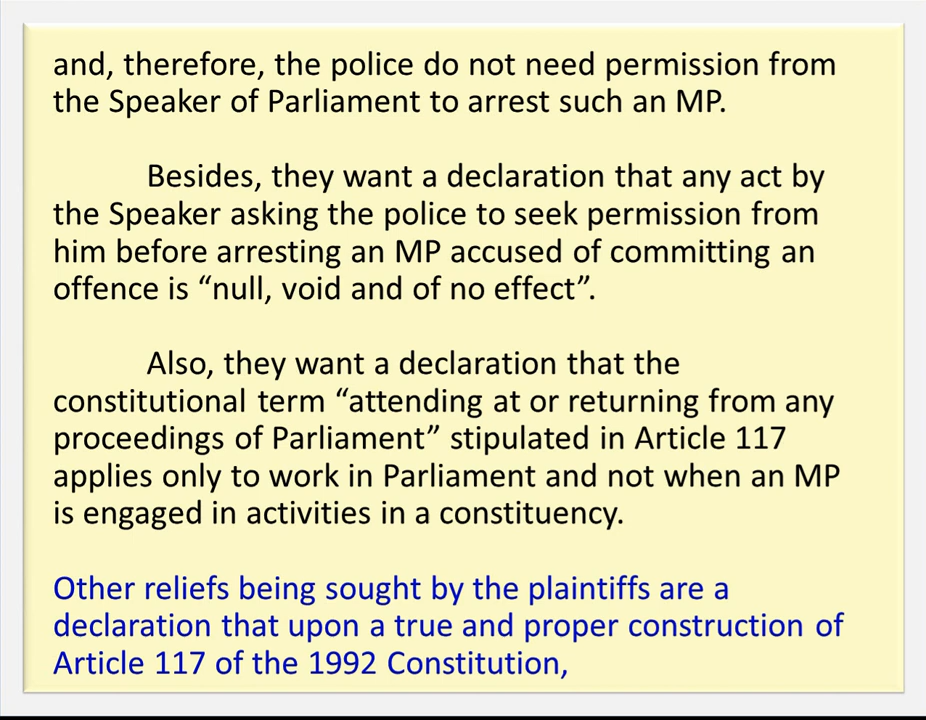 and, therefore, the police do not need permission from
the Speaker of Parliament to arrest such an MP.
Besides, they want a declaration that any act by
the Speaker asking the police to seek permission from
him before arresting an MP accused of committing an
offence is “null, void and of no effect”.
Also, they want a declaration that the
constitutional term “attending at or returning from any
proceedings of Parliament” stipulated in Article 117
applies only to work in Parliament and not when an MP
is engaged in activities in a constituency.
Other reliefs being sought by the plaintiffs are a
declaration that upon a true and proper construction of
Article 117 of the 1992 Constitution,